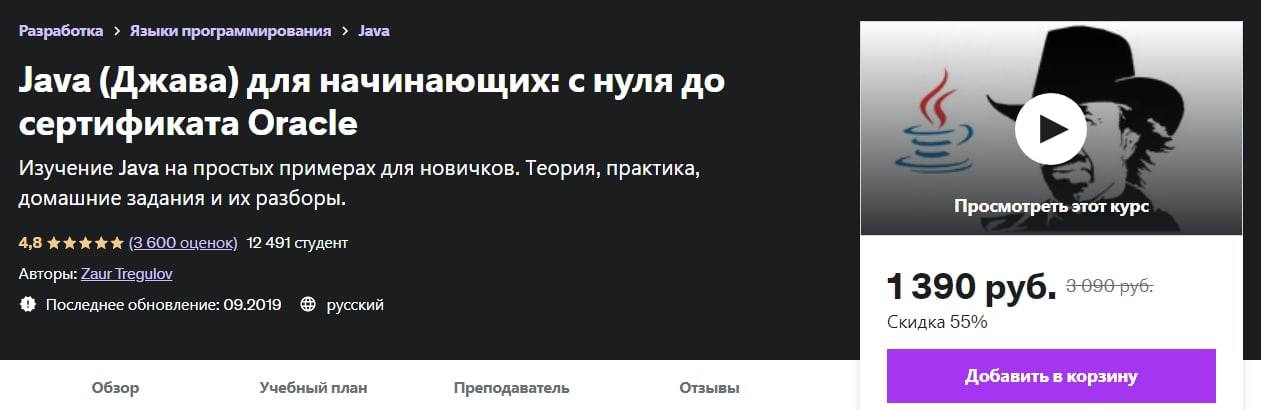 Разработка > Языки программирования > Java
Java (Джава) для начинающих: с нуля до
сертификата Oracle
Изучение Java на простых примерах для новичков. Теория, практика,
домашние задания и их разборы.
4,8 (3 600 оценок) 12 491 студент
Авторы: Zaur Tregulov
Последнее обновление: 09.2019 русский
Просмотреть этот курс
1 390 руб. 3 090 руб.
Скидка 55%
Добавить в корзину
Обзор Учебный план Преподаватель Отзывы